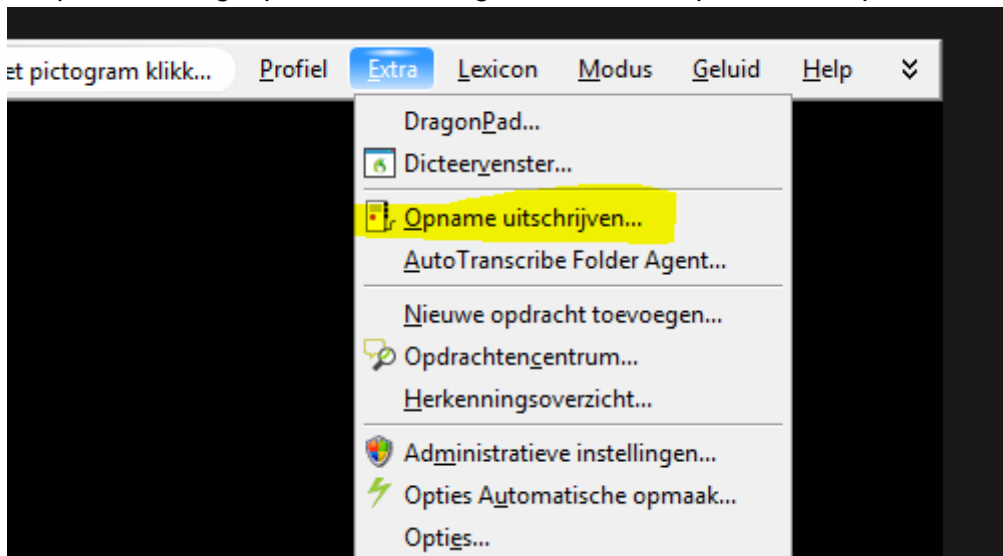 et pictogram klikk... Profiel Extra Lexicon Modus Geluid Help
DragonPad...
Dicteervenster...
Opname uitschrijven...
AutoTranscribe Folder Agent...
Nieuwe opdracht toevoegen...
Opdrachtencentrum...
Herkenningsoverzicht...
Administratieve instellingen...
Opties Automatische opmaak...
Opties...